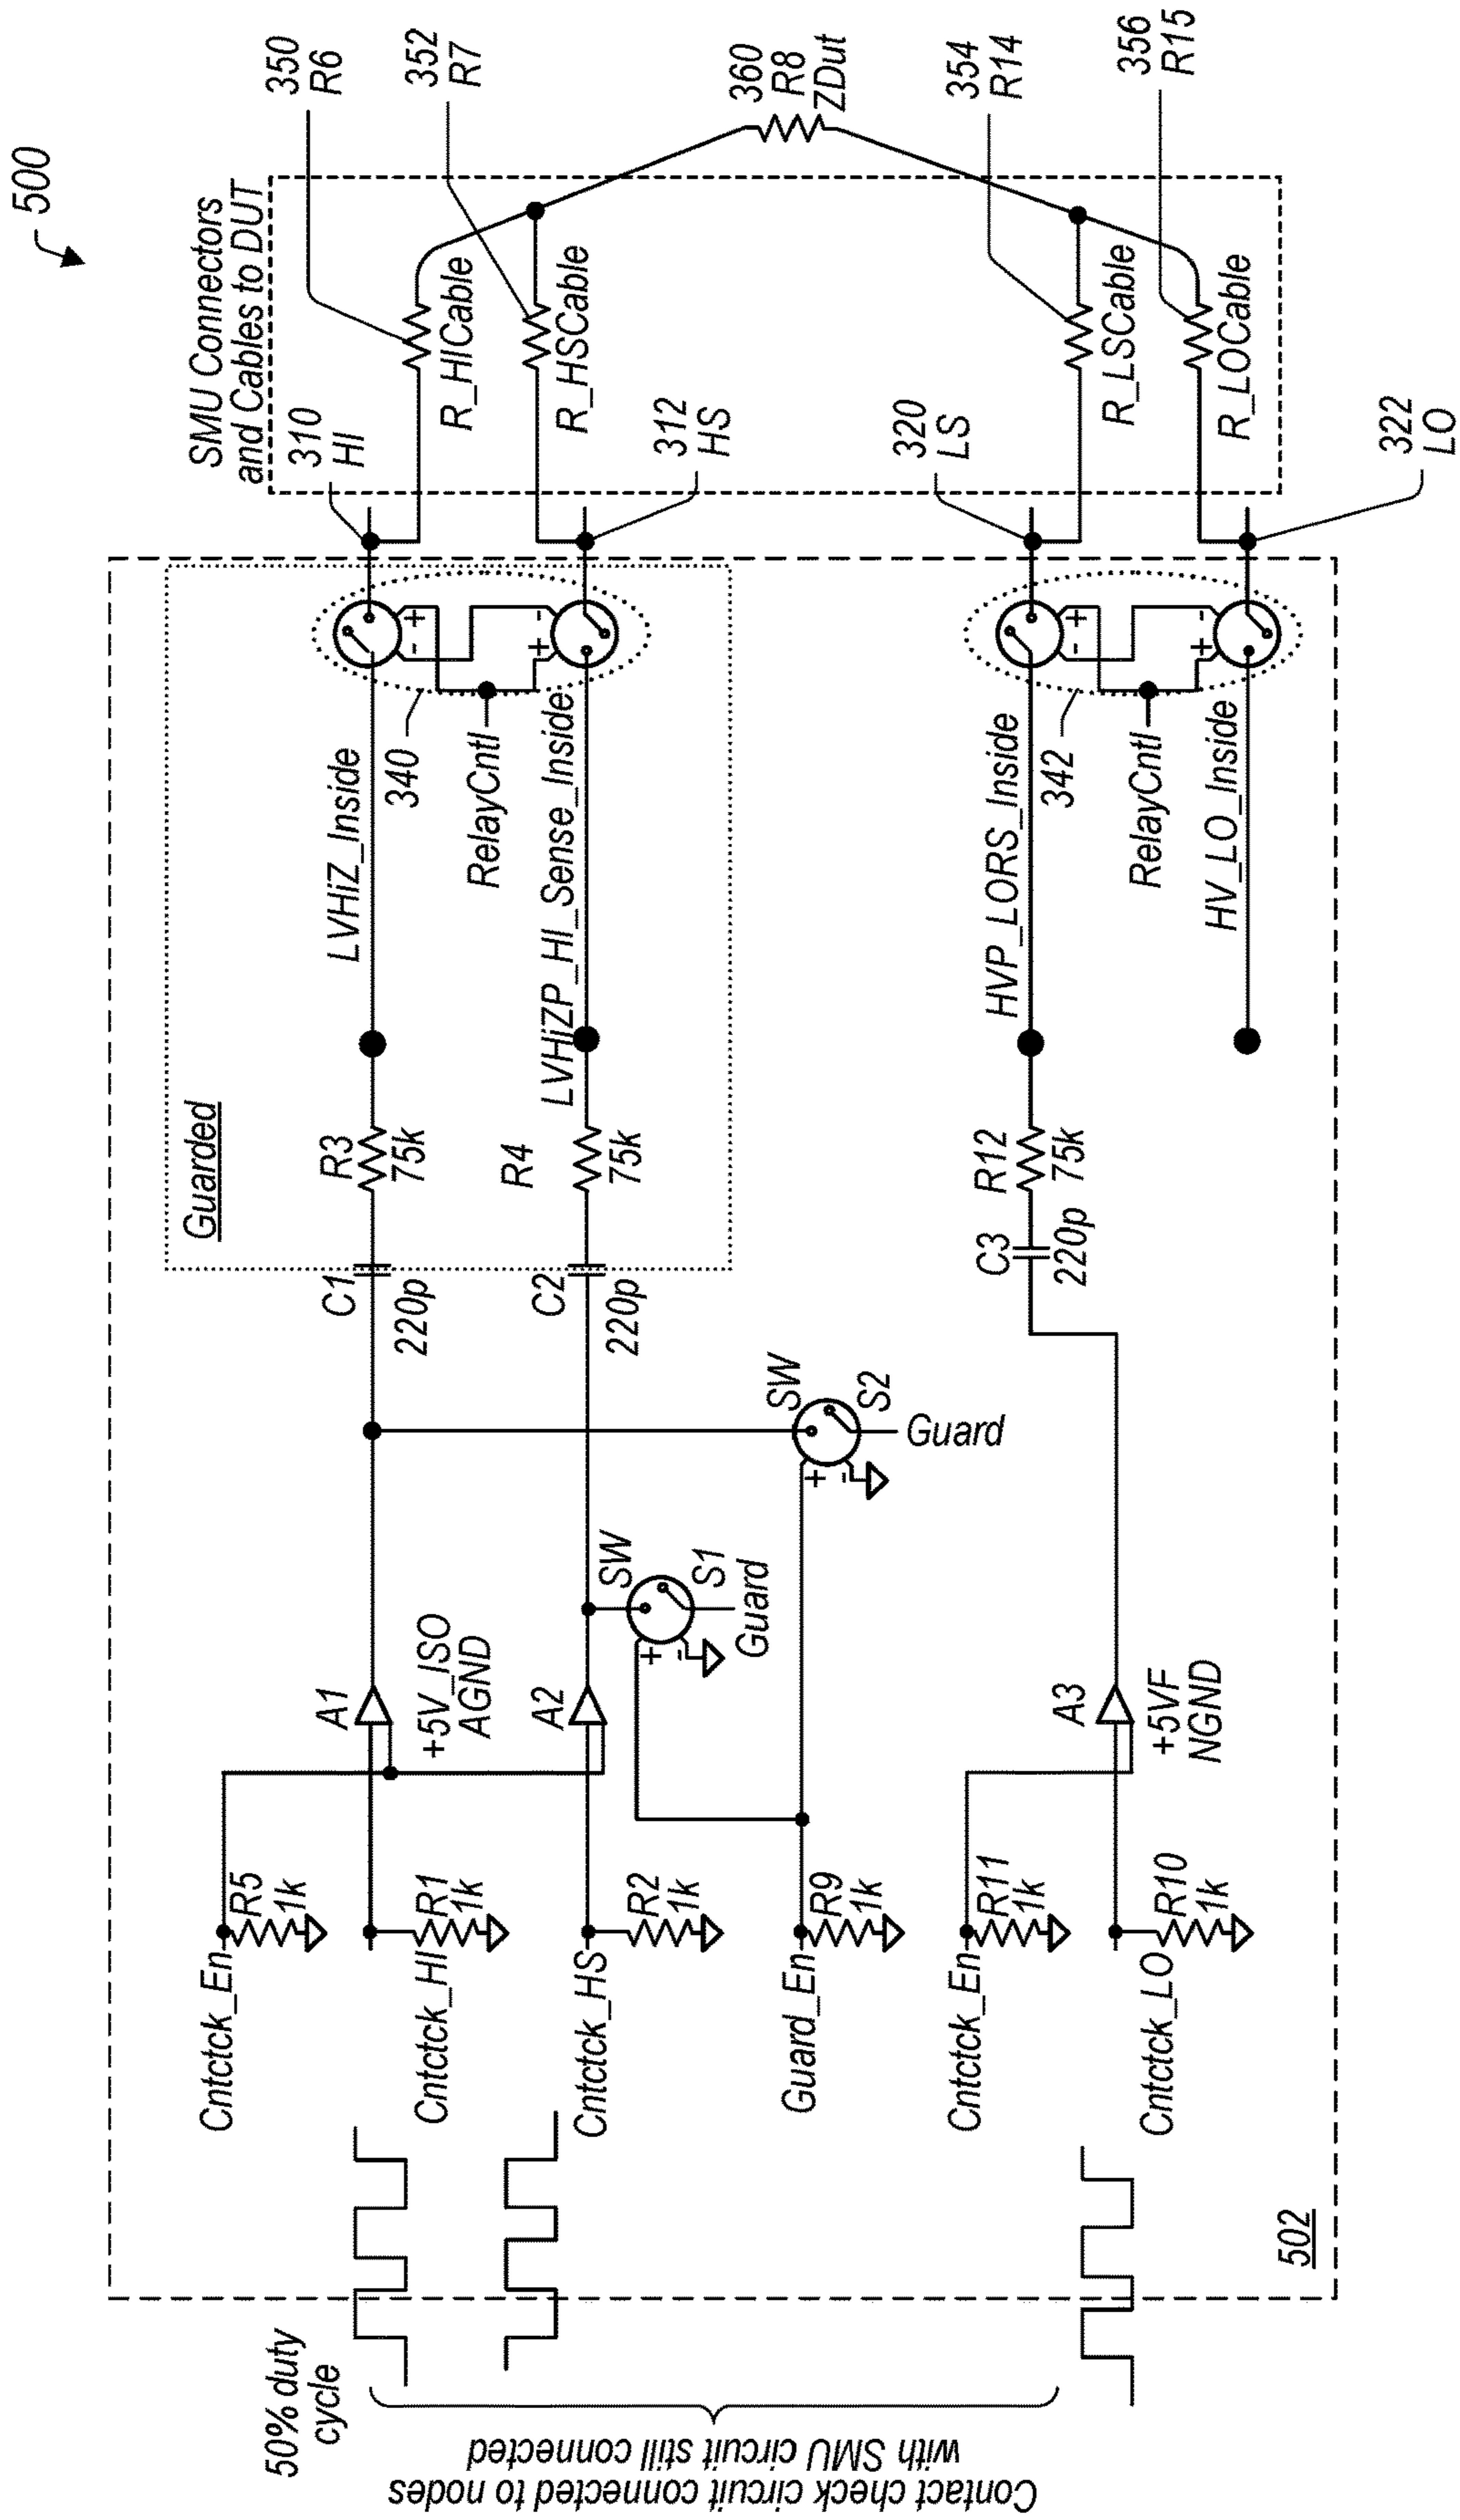 500
SMU Connectors
and Cables to DUT
350
R6
352
R7
360
R8
ZDut
354
R14
356
R15
310
HI
R_HICable
R_HSCable
312
HS
320
LS
R_LSCable
R_LOCable
322
LO
Guarded
LVHiZ_Inside
340
+
-
-
+
RelayCntl
LVHiZP_HI_Sense_Inside
HVP_LORS_Inside
342
+
-
-
+
RelayCntl
HV_LO_Inside
R3
75k
R4
75k
R12
75k
C1
220p
C2
220p
C3
220p
SW
S2
+
-
Guard
SW
S1
+
-
Guard
A1
+5V_ISO
AGND
A2
A3
+5VF
NGND
R5
1k
R1
1k
R2
1k
R9
1k
R11
1k
R10
1k
Cntctck_En
Cntctck_HI
Cntctck_HS
Guard_En
Cntctck_En
Cntctck_LO
502
50% duty
cycle
Contact check circuit connected to nodes
with SMU circuit still connected